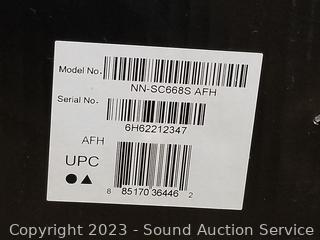 Model No.
NN-SC668S AFH
Serial No.
6H62212347
AFH
UPC
8 85170 36446 2
Copyright 2023 - Sound Auction Service